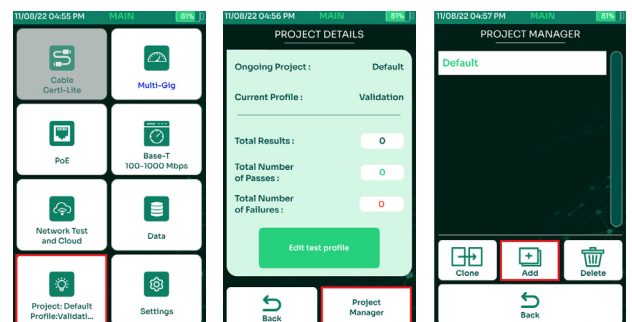 11/08/22 04:55 PM MAIN 81%
Cable
Certi-Lite
Multi-Gig
PoE
Base-T
100-1000 Mbps
Network Test
and Cloud
Data
Project: Default
Profile:Validati...
Settings
11/08/22 04:56 PM MAIN 81%
PROJECT DETAILS
Ongoing Project : Default
Current Profile : Validation
Total Results : 0
Total Number
of Passes : 0
Total Number
of Failures : 0
Edit test profile
Back
Project
Manager
11/08/22 04:57 PM MAIN 81%
PROJECT MANAGER
Default
Clone
Add
Delete
Back